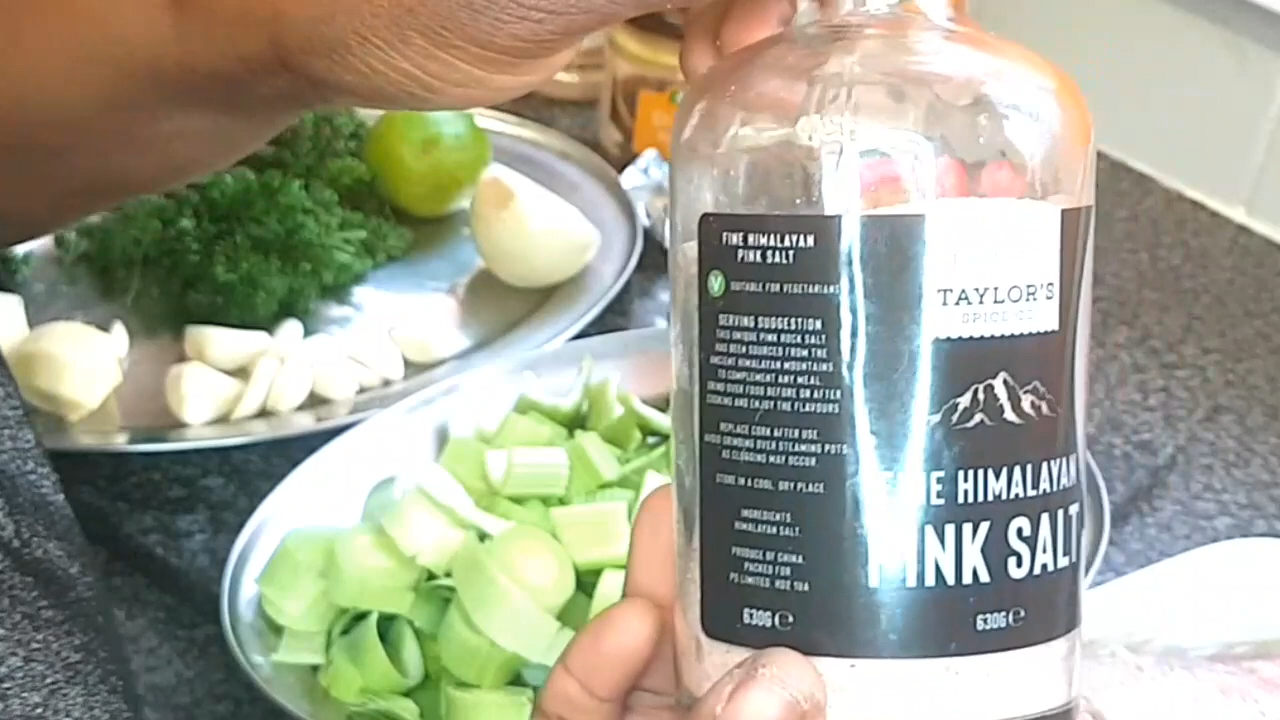 FINE HIMALAYAN
PINK SALT
V
SUITABLE FOR VEGETARIANS
SERVING SUGGESTION
THIS UNIQUE PINK ROCK SALT
HAS BEEN SOURCED FROM THE
ANCIENT HIMALAYAN MOUNTAINS
TO COMPLEMENT ANY MEAL.
GRIND OVER FOOD BEFORE OR AFTER
COOKING AND ENJOY THE FLAVOURS
REPLACE CORK AFTER USE.
AVOID GRINDING OVER STEAMING POTS
AS CLOGGING MAY OCCUR.
STORE IN A COOL, DRY PLACE.
INGREDIENTS:
HIMALAYAN SALT.
PRODUCE OF CHINA.
PACKED FOR
PS LIMITED.
630G e
TAYLOR'S
SPICE CO
FINE HIMALAYAN
PINK SALT
630G e